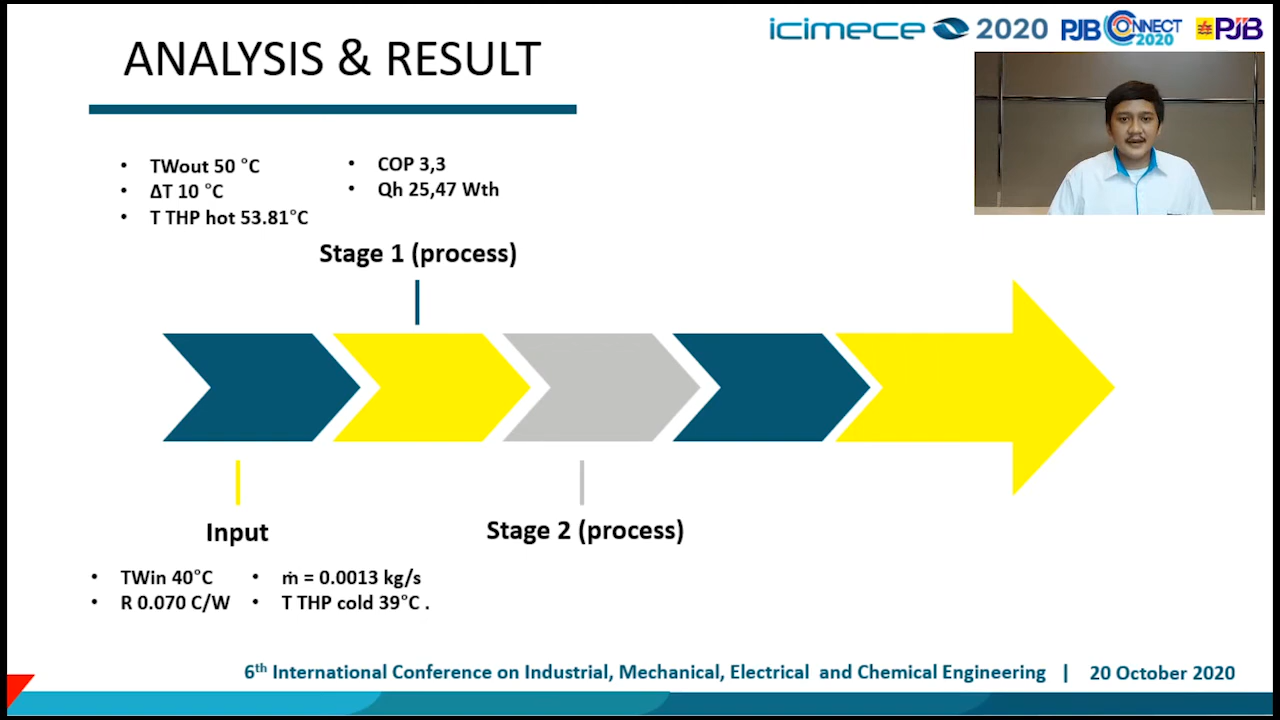 icimece 2020 PJB CONNECT 2020 PJB
ANALYSIS & RESULT
• TWout 50 °C
• ΔT 10 °C
• T THP hot 53.81°C
• COP 3,3
• Qh 25,47 Wth
Stage 1 (process)
Input
Stage 2 (process)
• TWin 40°C
• R 0.070 C/W
• ṁ = 0.0013 kg/s
• T THP cold 39°C .
6th International Conference on Industrial, Mechanical, Electrical and Chemical Engineering | 20 October 2020